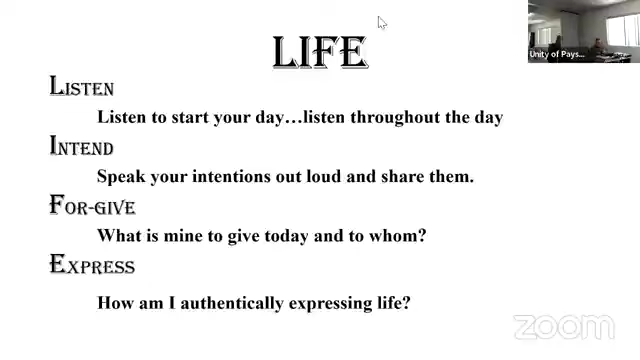 LIFE
Unity of Pays...
LISTEN
Listen to start your day…listen throughout the day
INTEND
Speak your intentions out loud and share them.
FOR-GIVE
What is mine to give today and to whom?
EXPRESS
How am I authentically expressing life?
zoom